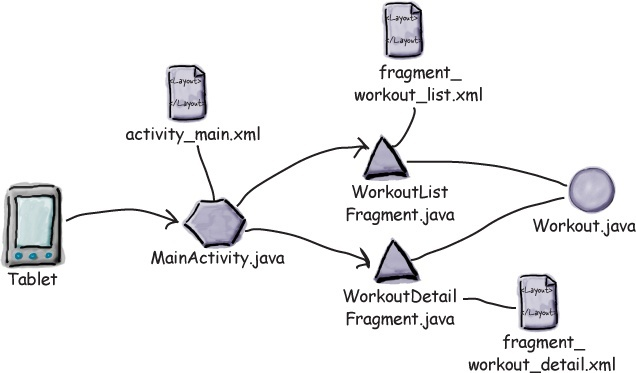 <Layout>
</Layout>
fragment_
workout_list.xml
<Layout>
</Layout>
activity_main.xml
WorkoutList
Fragment.java
Workout.java
MainActivity.java
Tablet
WorkoutDetail
Fragment.java
<Layout>
</Layout>
fragment_
workout_detail.xml